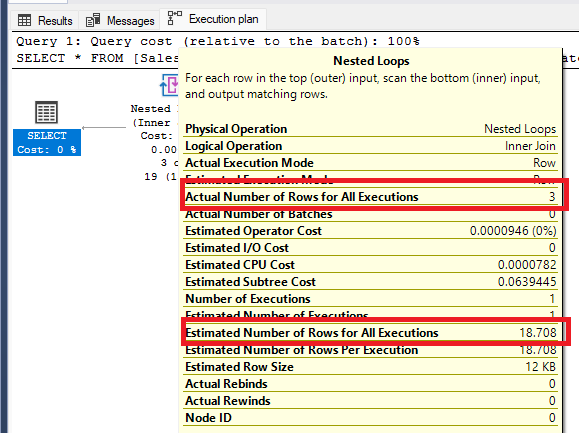 Results Messages Execution plan
Query 1: Query cost (relative to the batch): 100%
SELECT * FROM [Sales
Nested Loops
For each row in the top (outer) input, scan the bottom (inner) input,
and output matching rows.
Nested
(Inner
SELECT
Cost: 0 %
Cost:
0.00
3 o
19 (1
Physical Operation Nested Loops
Logical Operation Inner Join
Actual Execution Mode Row
Estimated Execution Mode Row
Actual Number of Rows for All Executions 3
Actual Number of Batches 0
Estimated Operator Cost 0.0000946 (0%)
Estimated I/O Cost 0
Estimated CPU Cost 0.0000782
Estimated Subtree Cost 0.0639445
Number of Executions 1
Estimated Number of Executions 1
Estimated Number of Rows for All Executions 18.708
Estimated Number of Rows Per Execution 18.708
Estimated Row Size 12 KB
Actual Rebinds 0
Actual Rewinds 0
Node ID 0